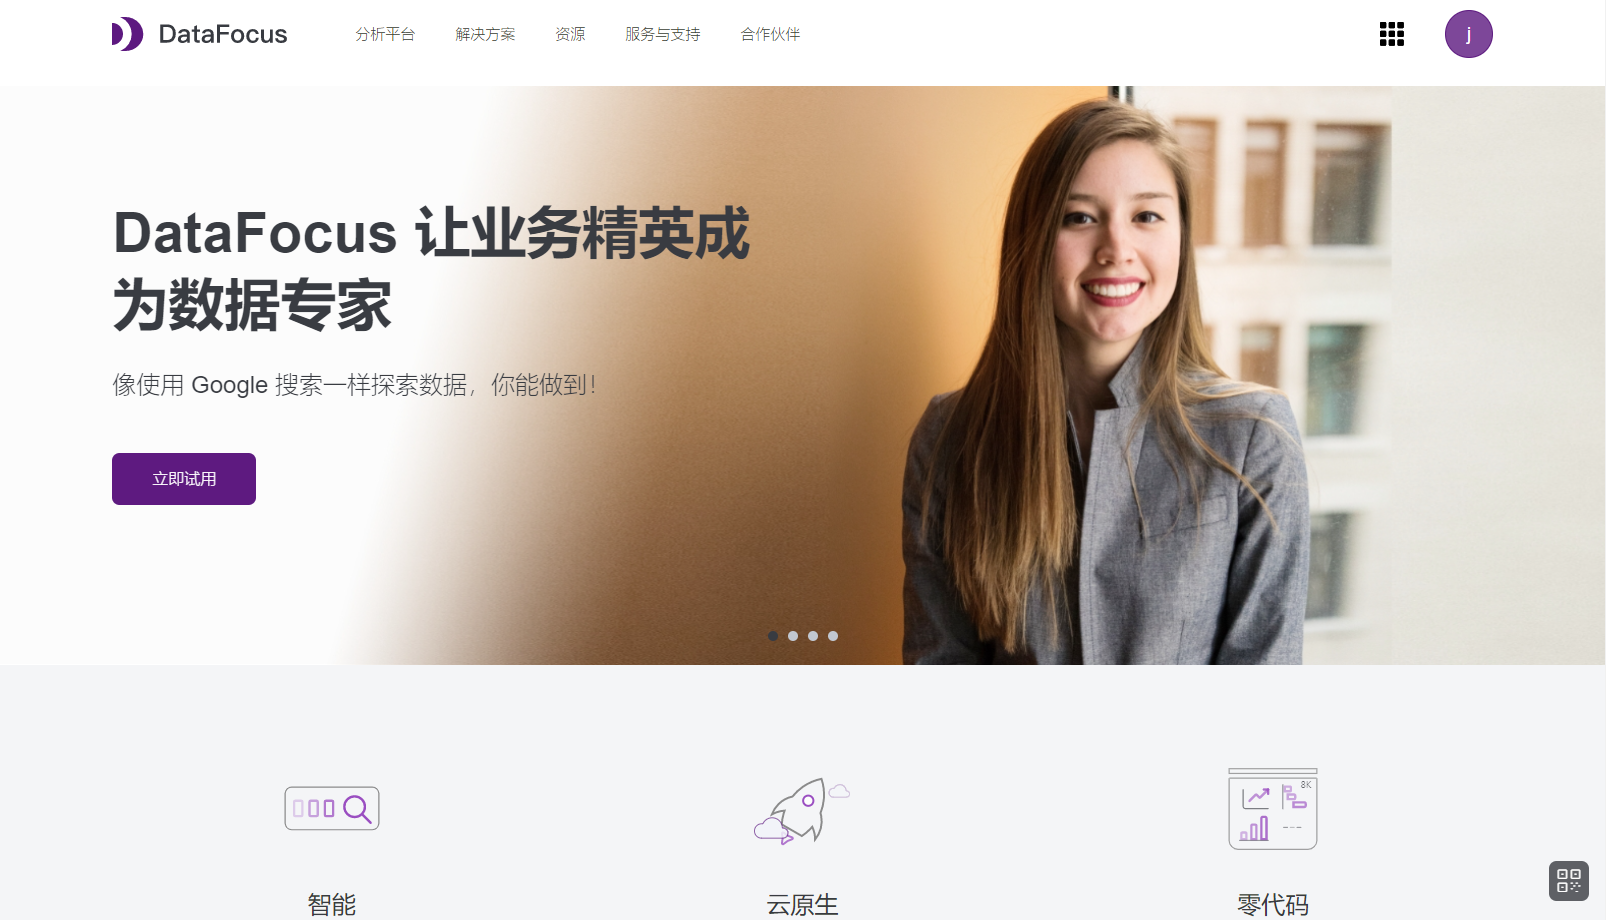 DataFocus
分析平台 解决方案 资源 服务与支持 合作伙伴
j
DataFocus 让业务精英成
为数据专家
像使用 Google 搜索一样探索数据，你能做到！
立即试用
8K
智能 云原生 零代码